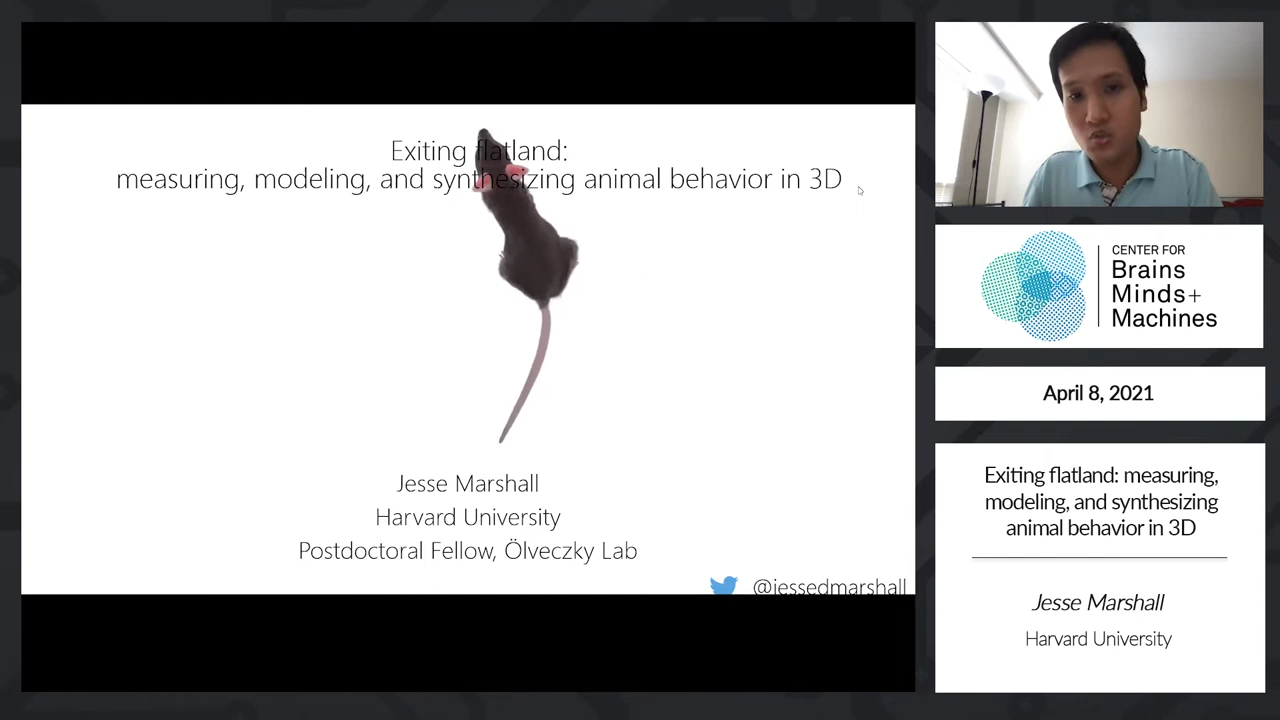 Exiting flatland:
measuring, modeling, and synthesizing animal behavior in 3D
Jesse Marshall
Harvard University
Postdoctoral Fellow, Ölveczky Lab
@jessedmarshall
CENTER FOR
Brains
Minds+
Machines
April 8, 2021
Exiting flatland: measuring,
modeling, and synthesizing
animal behavior in 3D
Jesse Marshall
Harvard University